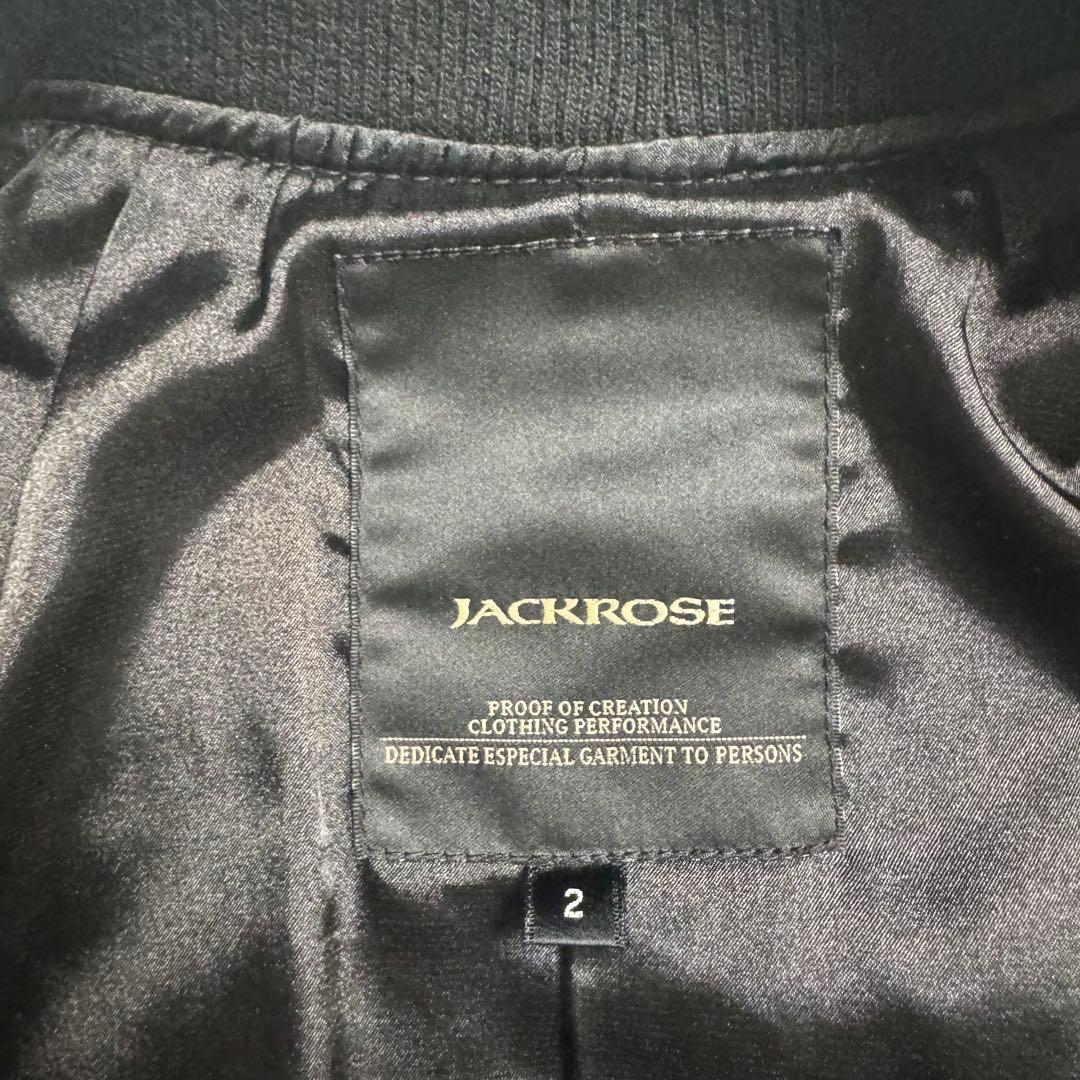 JACKROSE
PROOF OF CREATION
CLOTHING PERFORMANCE
DEDICATE ESPECIAL GARMENT TO PERSONS
2